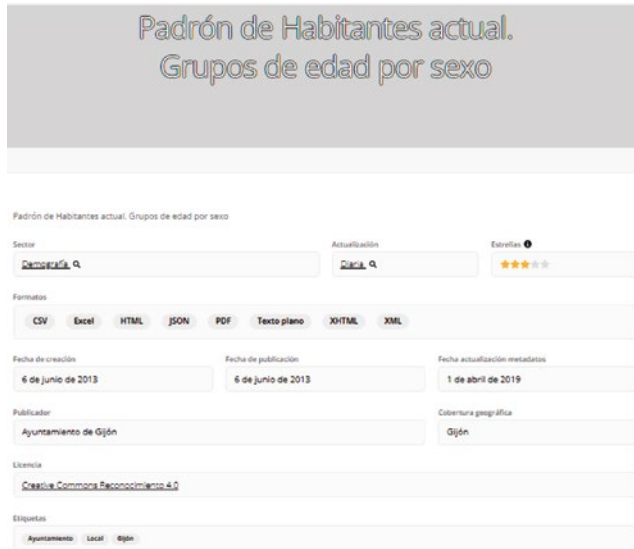 Padrón de Habitantes actual.
Grupos de edad por sexo
Padrón de Habitantes actual. Grupos de edad por sexo
Sector
Actualización
Estrellas
Demografía
Diaria
Formatos
CSV Excel HTML JSON PDF Texto plano XHTML XML
Fecha de creación
Fecha de publicación
Fecha actualización metadatos
6 de junio de 2013
6 de junio de 2013
1 de abril de 2019
Publicador
Cobertura geográfica
Ayuntamiento de Gijón
Gijón
Licencia
Creative Commons Reconocimiento 4.0
Etiquetas
Ayuntamiento Local Gijón